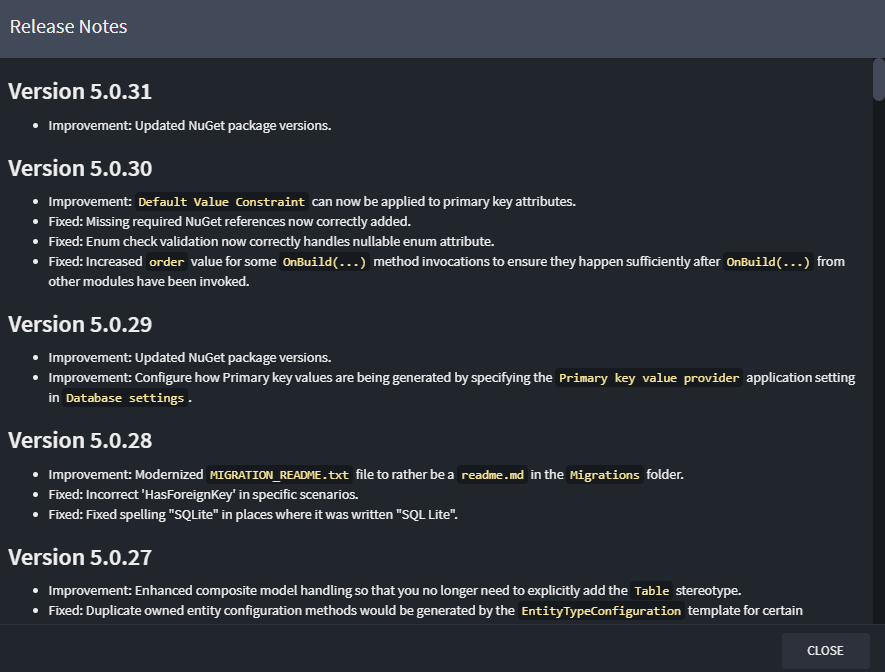 Release Notes
Version 5.0.31
• Improvement: Updated NuGet package versions.
Version 5.0.30
• Improvement: Default Value Constraint can now be applied to primary key attributes.
• Fixed: Missing required NuGet references now correctly added.
• Fixed: Enum check validation now correctly handles nullable enum attribute.
• Fixed: Increased order value for some OnBuild(...) method invocations to ensure they happen sufficiently after OnBuild(...) from
other modules have been invoked.
Version 5.0.29
• Improvement: Updated NuGet package versions.
• Improvement: Configure how Primary key values are being generated by specifying the Primary key value provider application setting
in Database settings.
Version 5.0.28
• Improvement: Modernized MIGRATION_README.txt file to rather be a readme.md in the Migrations folder.
• Fixed: Incorrect 'HasForeignKey' in specific scenarios.
• Fixed: Fixed spelling "SQLite" in places where it was written "SQL Lite".
Version 5.0.27
• Improvement: Enhanced composite model handling so that you no longer need to explicitly add the Table stereotype.
• Fixed: Duplicate owned entity configuration methods would be generated by the EntityTypeConfiguration template for certain
CLOSE